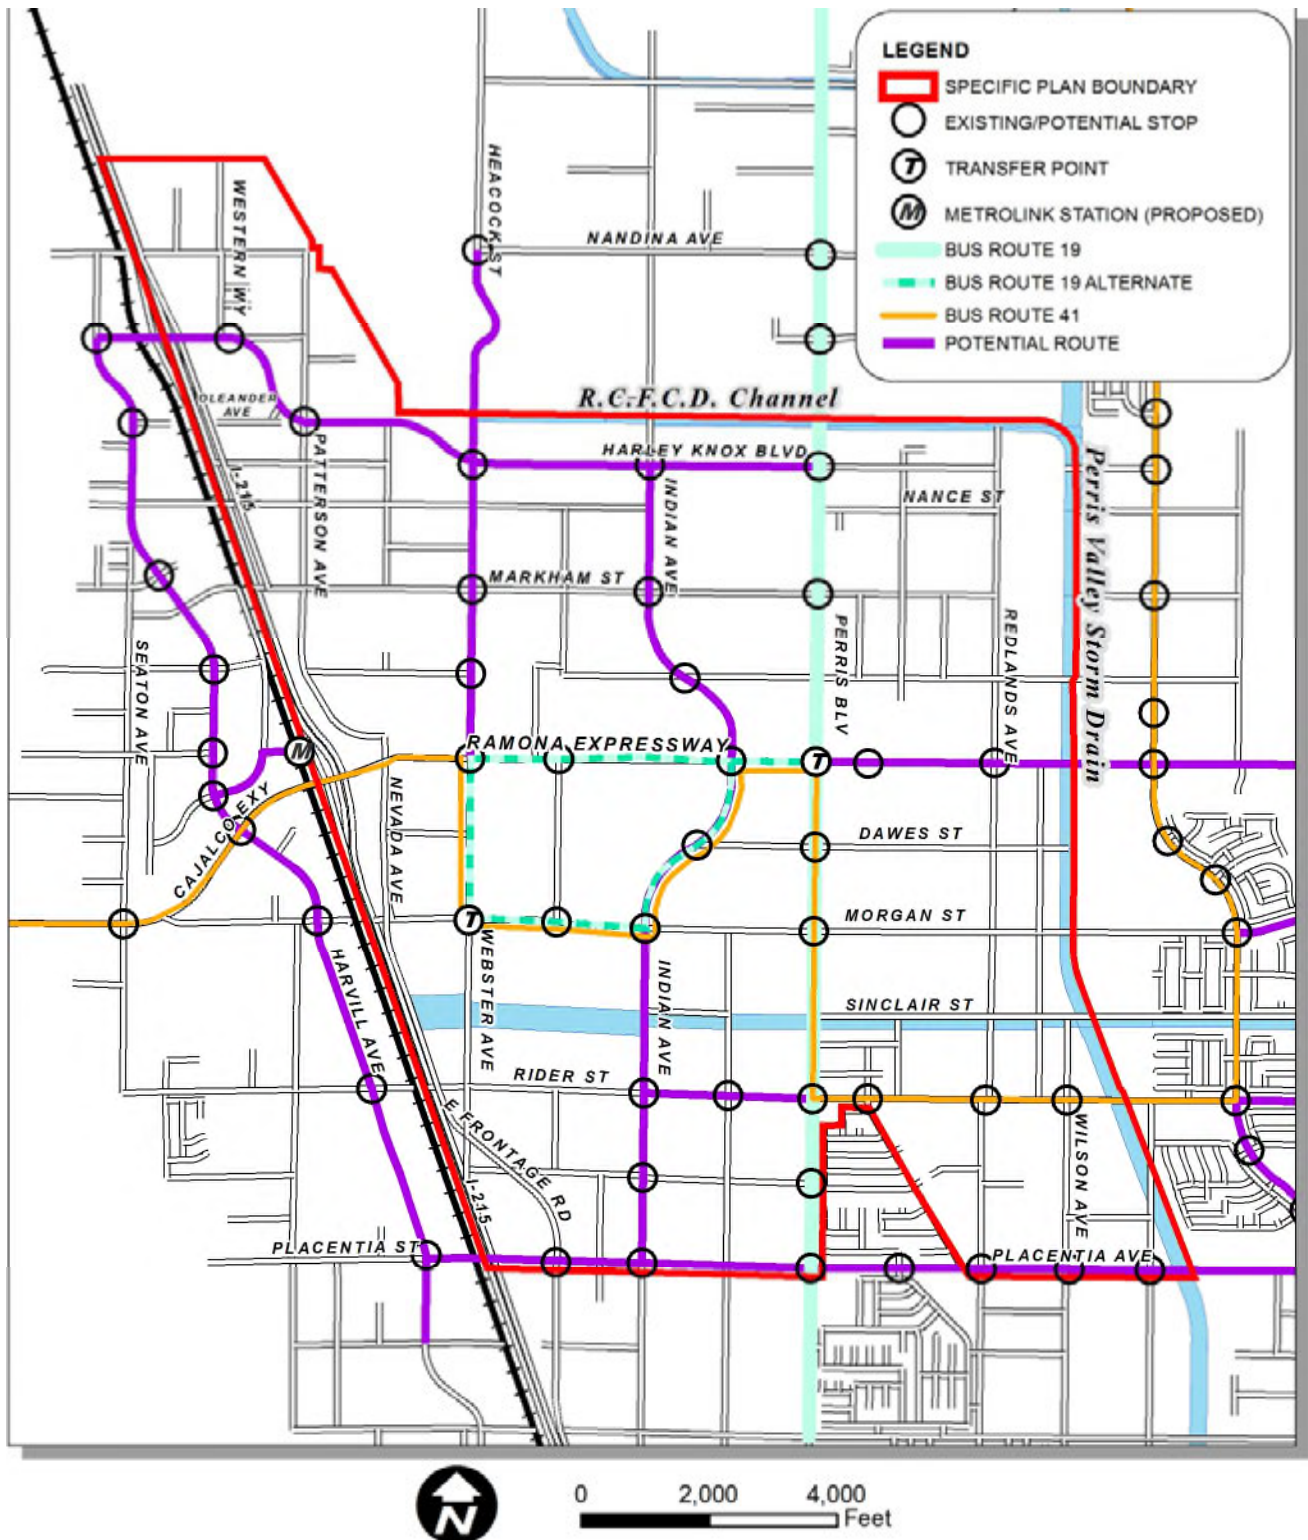 LEGEND
SPECIFIC PLAN BOUNDARY
EXISTING/POTENTIAL STOP
T TRANSFER POINT
M METROLINK STATION (PROPOSED)
BUS ROUTE 19
BUS ROUTE 19 ALTERNATE
BUS ROUTE 41
POTENTIAL ROUTE
HEACOCK ST
WESTERN WY
NANDINA AVE
OLEANDER
AVE
R.C.F.C.D. Channel
HARLEY KNOX BLVD
I-215
PATTERSON AVE
INDIAN AVE
NANCE ST
Perris Valley Storm Drain
MARKHAM ST
SEATON AVE
PERRIS BLV
REDLANDS AVE
M
RAMONA EXPRESSWAY
T
NEVADA AVE
CAJALCO EXY
DAWES ST
T
MORGAN ST
HARVILL AVE
WEBSTER AVE
INDIAN AVE
SINCLAIR ST
RIDER ST
E FRONTAGE RD
WILSON AVE
I-215
PLACENTIA ST
PLACENTIA AVE
N
0 2,000 4,000
Feet